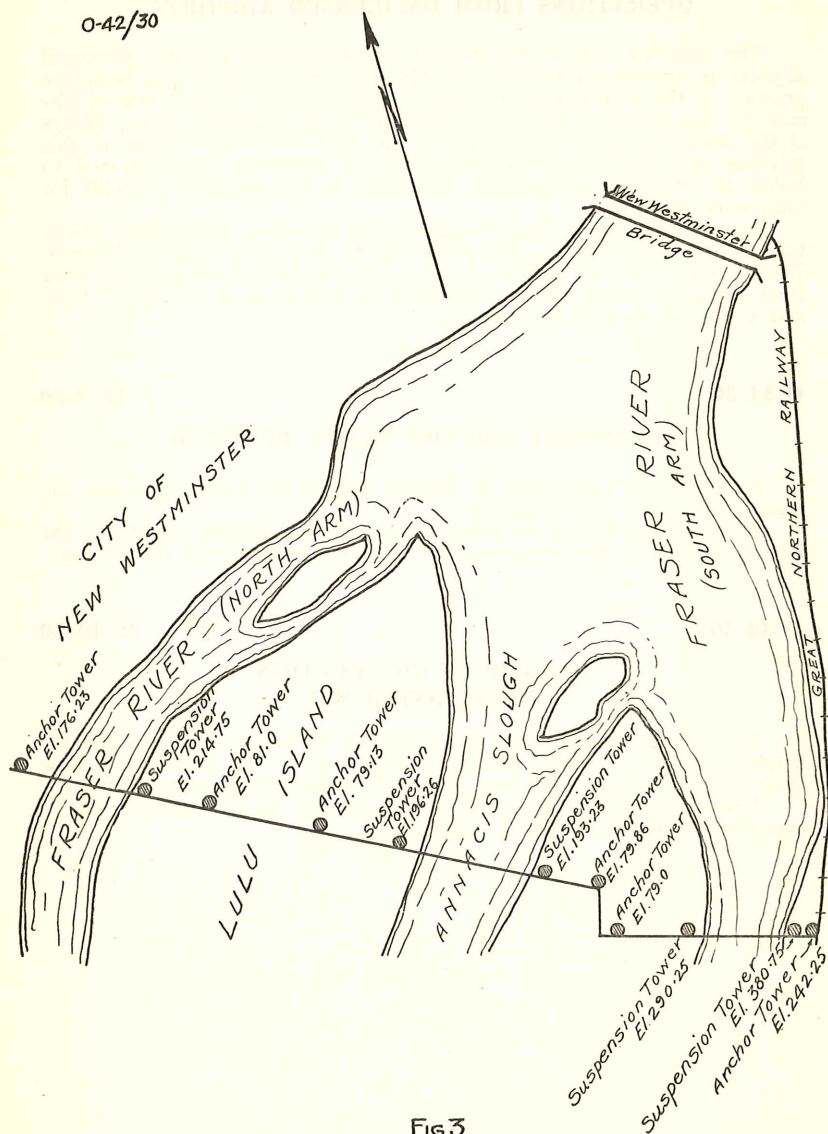 0-42/30
N
New Westminster
Bridge
GREAT NORTHERN RAILWAY
FRASER RIVER
(SOUTH ARM)
CITY OF
NEW WESTMINSTER
FRASER RIVER (NORTH ARM)
ANNACIS SLOUGH
LULU ISLAND
Anchor Tower
El. 176·23
Suspension
Tower
El. 214·75
Anchor Tower
El. 81.0
Anchor Tower
El. 79·13
Suspension
Tower
El. 196·26
Suspension Tower
El. 193·23
Anchor Tower
El. 79.86
Anchor Tower
El. 79.0
Suspension Tower
El. 290·25
Suspension Tower
El. 380·75
Anchor Tower
El. 242·25
FIG 3